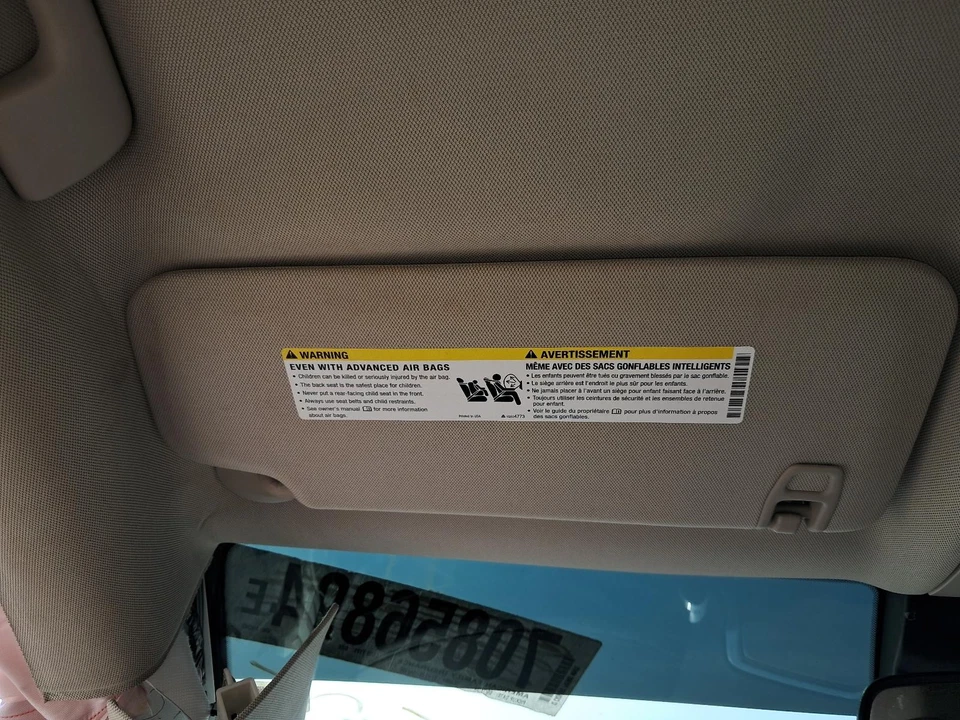 WARNING
EVEN WITH ADVANCED AIR BAGS
• Children can be killed or seriously injured by the air bag.
• The back seat is the safest place for children.
• Never put a rear-facing child seat in the front.
• Always use seat belts and child restraints.
• See owner's manual for more information
about air bags.
AVERTISSEMENT
MÊME AVEC DES SACS GONFLABLES INTELLIGENTS
• Les enfants peuvent être tués ou gravement blessés par le sac gonflable.
• Le siège arrière est l'endroit le plus sûr pour les enfants.
• Ne jamais placer à l'avant un siège pour enfant faisant face à l'arrière.
• Toujours utiliser les ceintures de sécurité et les ensembles de retenue
pour enfant.
• Voir le guide du propriétaire pour plus d'information à propos
des sacs gonflables.
Printed in USA